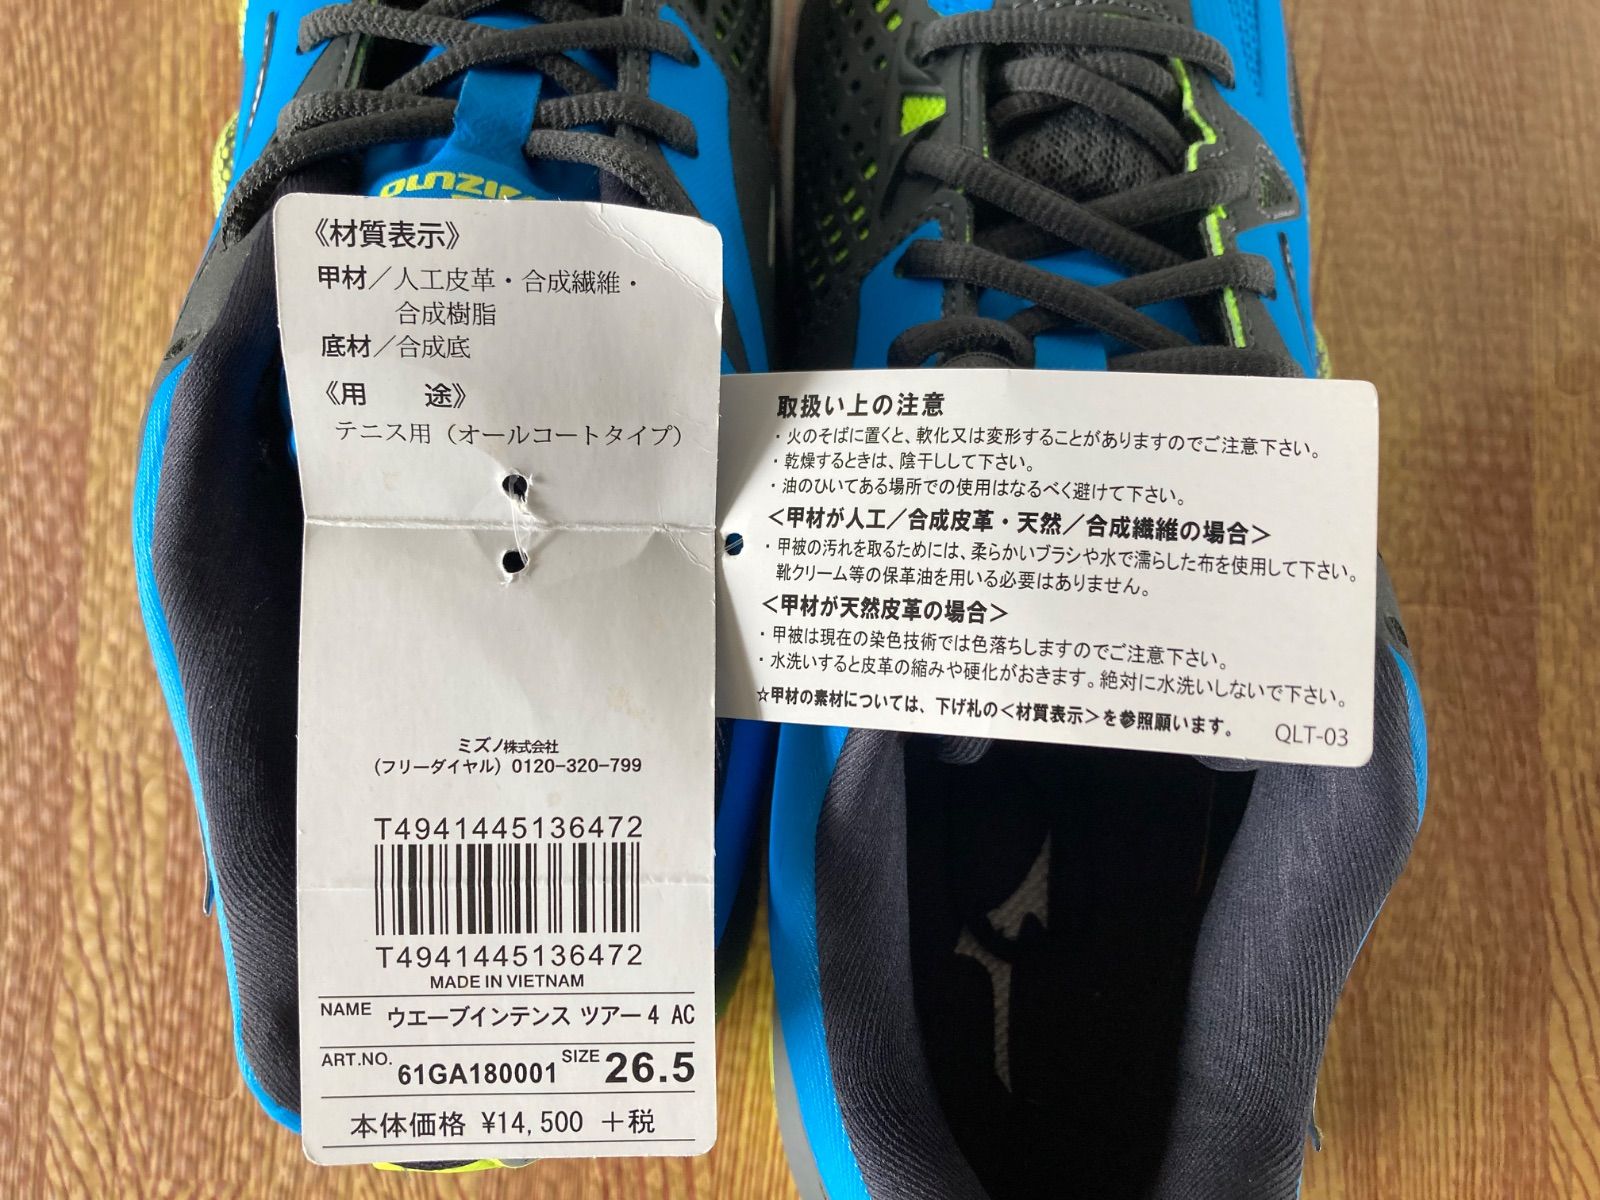 mizuno
《材質表示》
甲材／人工皮革・合成繊維・
合成樹脂
底材／合成底
《用　途》
テニス用（オールコートタイプ）
ミズノ株式会社
（フリーダイヤル）0120-320-799
T4941445136472
T4941445136472
MADE IN VIETNAM
NAME ウエーブインテンス ツアー4 AC
ART.NO. 61GA180001 SIZE 26.5
本体価格 ¥14,500 +税
取扱い上の注意
・火のそばに置くと、軟化又は変形することがありますのでご注意下さい。
・乾燥するときは、陰干しして下さい。
・油のひいてある場所での使用はなるべく避けて下さい。
＜甲材が人工／合成皮革・天然／合成繊維の場合＞
・甲被の汚れを取るためには、柔らかいブラシや水で濡らした布を使用して下さい。
靴クリーム等の保革油を用いる必要はありません。
＜甲材が天然皮革の場合＞
・甲被は現在の染色技術では色落ちしますのでご注意下さい。
・水洗いすると皮革の縮みや硬化がおきます。絶対に水洗いしないで下さい。
☆甲材の素材については、下げ札の＜材質表示＞を参照願います。
QLT-03